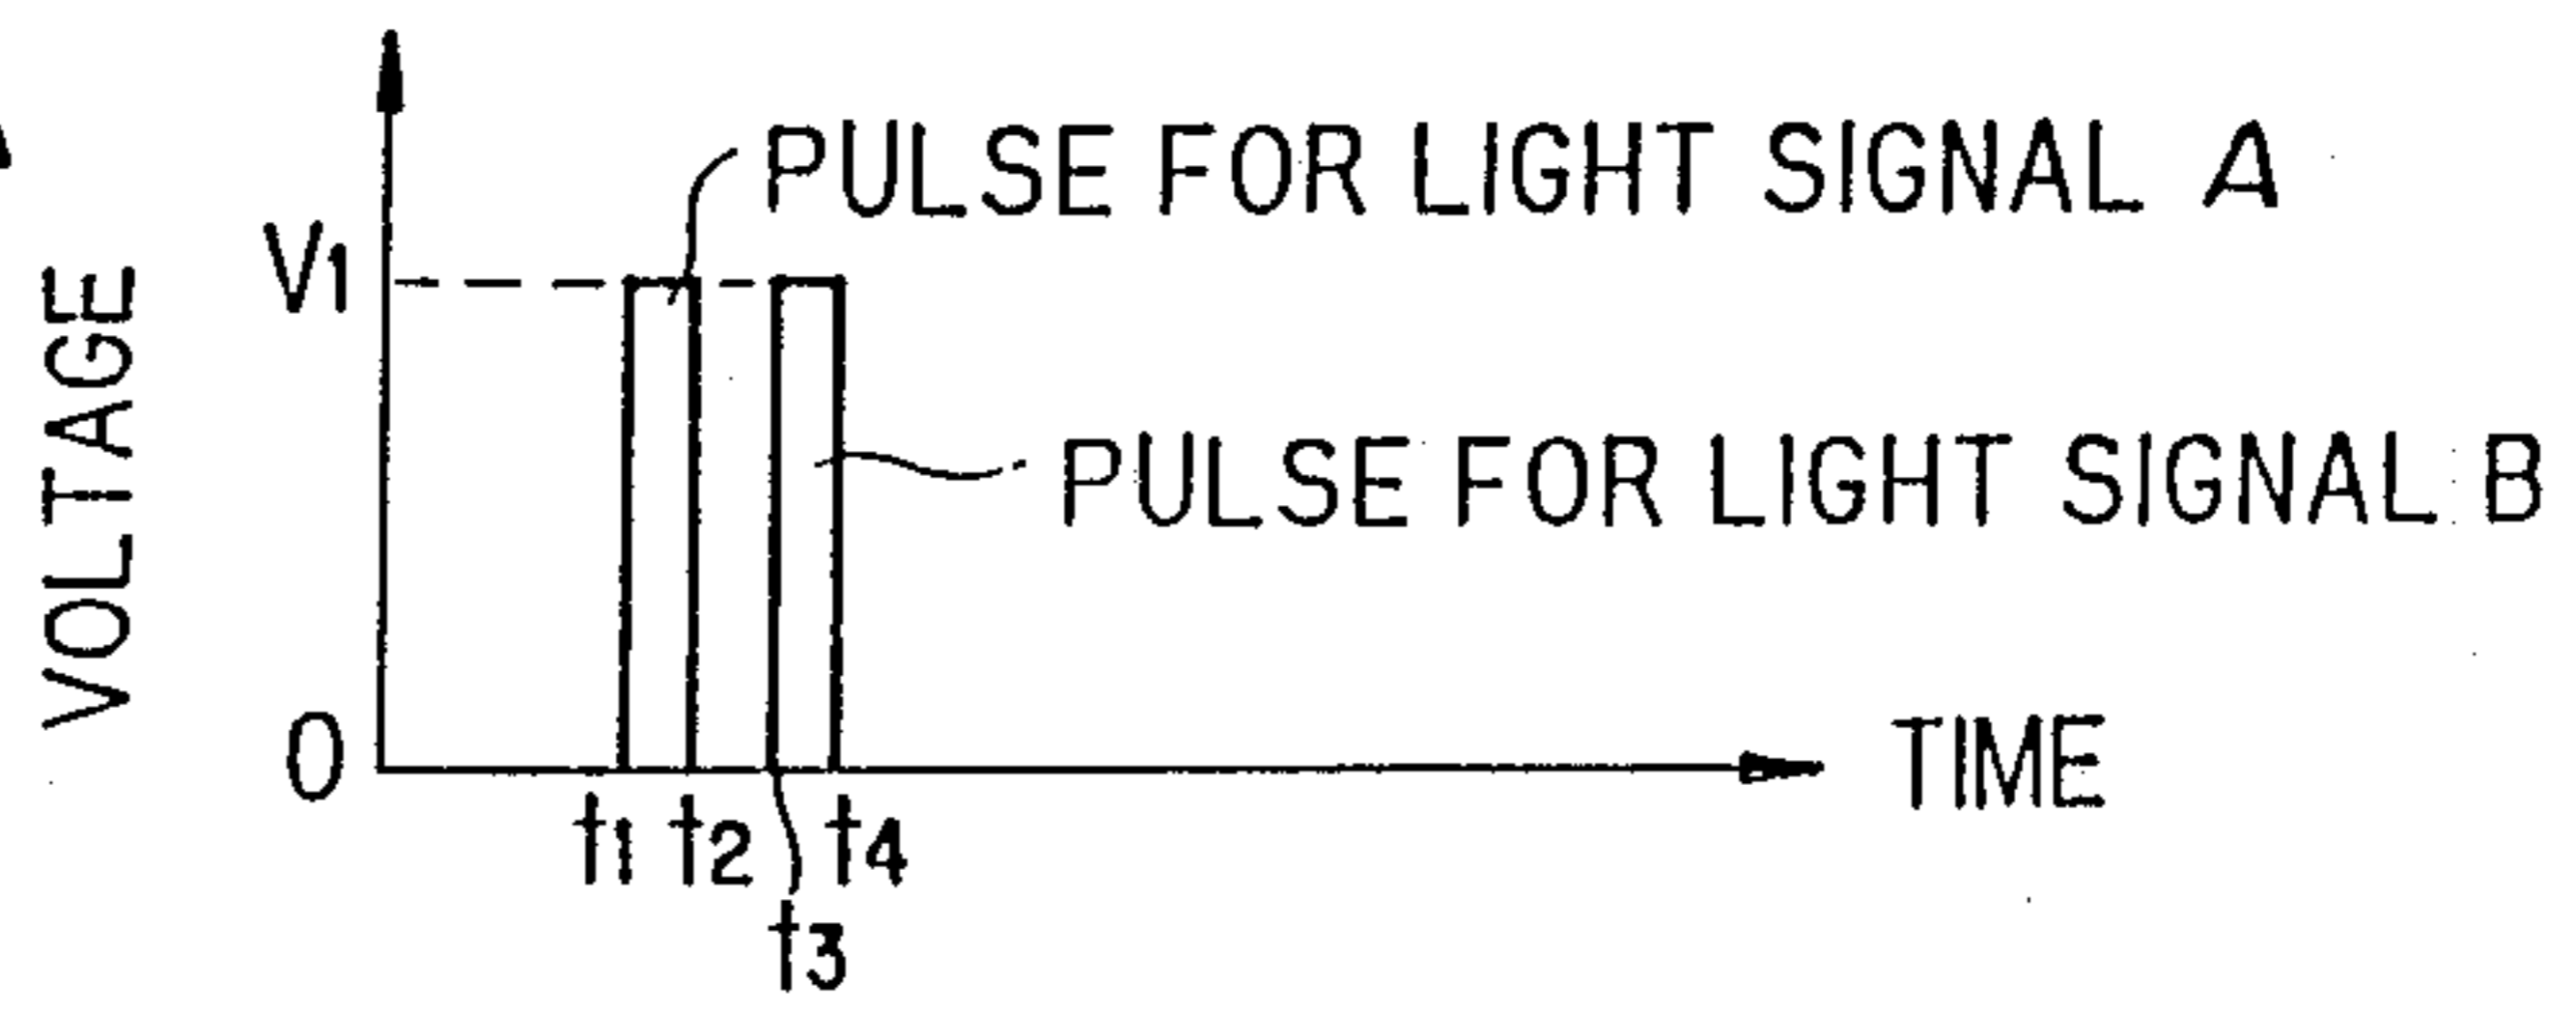 PULSE FOR LIGHT SIGNAL A
V1
VOLTAGE
PULSE FOR LIGHT SIGNAL B
0
TIME
t1 t2 t4
t3